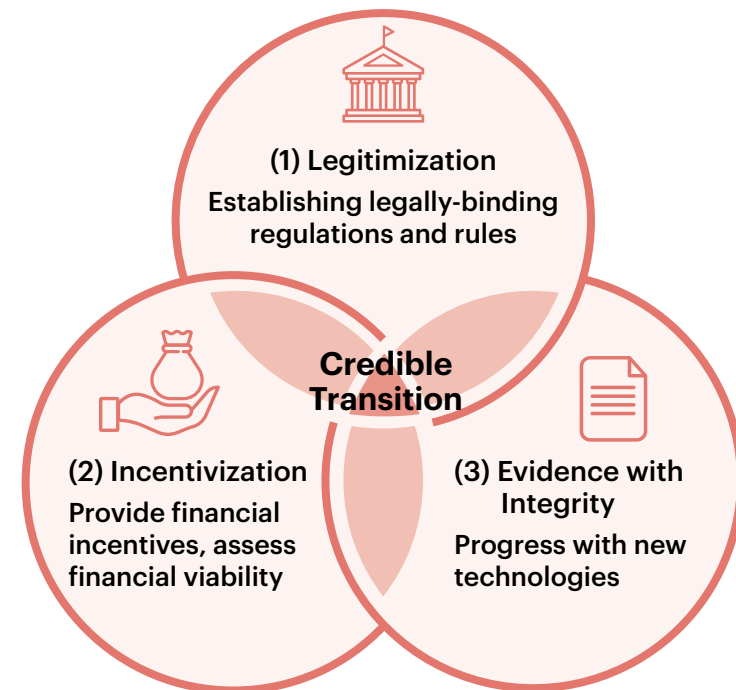 (1) Legitimization
Establishing legally-binding
regulations and rules
Credible
Transition
(2) Incentivization
Provide financial
incentives, assess
financial viability
(3) Evidence with
Integrity
Progress with new
technologies